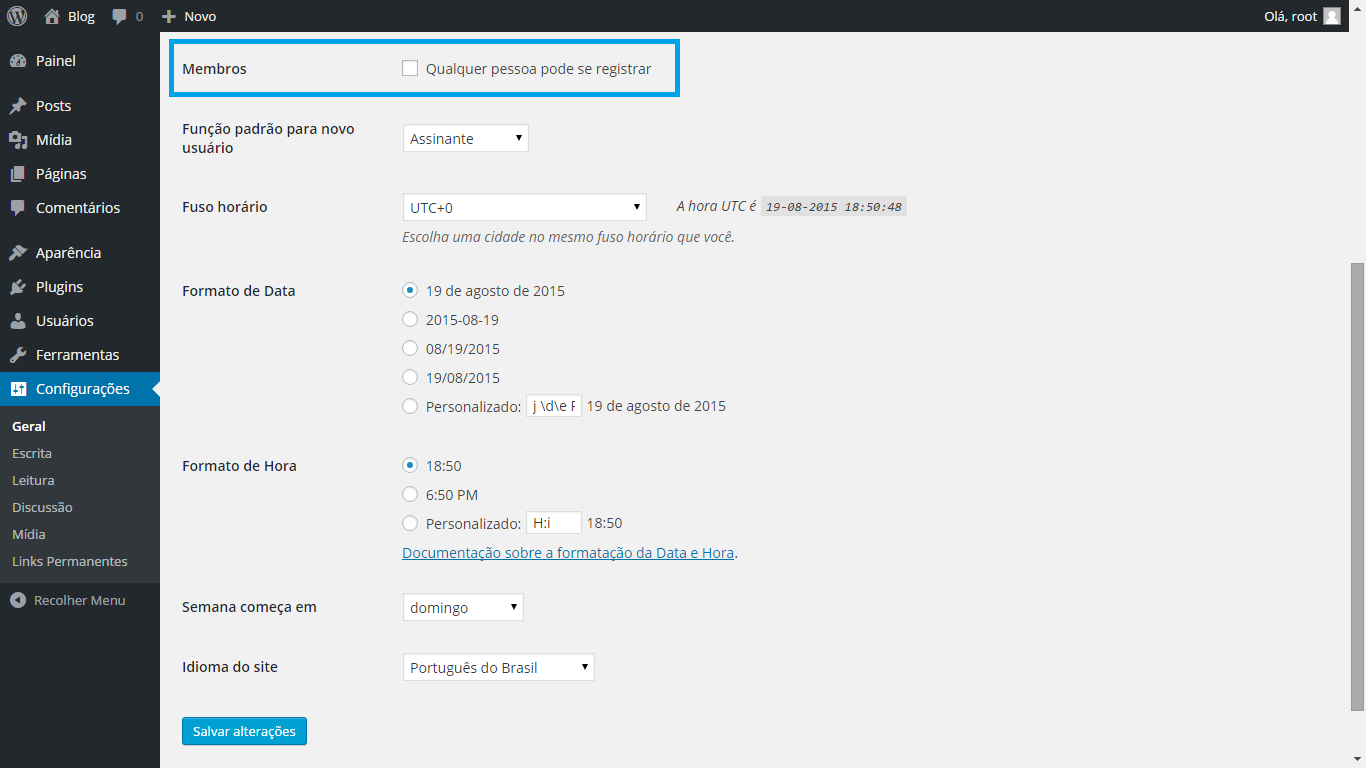 Blog 0 Novo Olá, root
Painel
Posts
Mídia
Páginas
Comentários
Aparência
Plugins
Usuários
Ferramentas
Configurações
Geral
Escrita
Leitura
Discussão
Mídia
Links Permanentes
Recolher Menu
Membros Qualquer pessoa pode se registrar
Função padrão para novo
usuário
Assinante
Fuso horário UTC+0 A hora UTC é 19-08-2015 18:50:48
Escolha uma cidade no mesmo fuso horário que você.
Formato de Data 19 de agosto de 2015
2015-08-19
08/19/2015
19/08/2015
Personalizado: j \d\e F 19 de agosto de 2015
Formato de Hora 18:50
6:50 PM
Personalizado: H:i 18:50
Documentação sobre a formatação da Data e Hora.
Semana começa em domingo
Idioma do site Português do Brasil
Salvar alterações